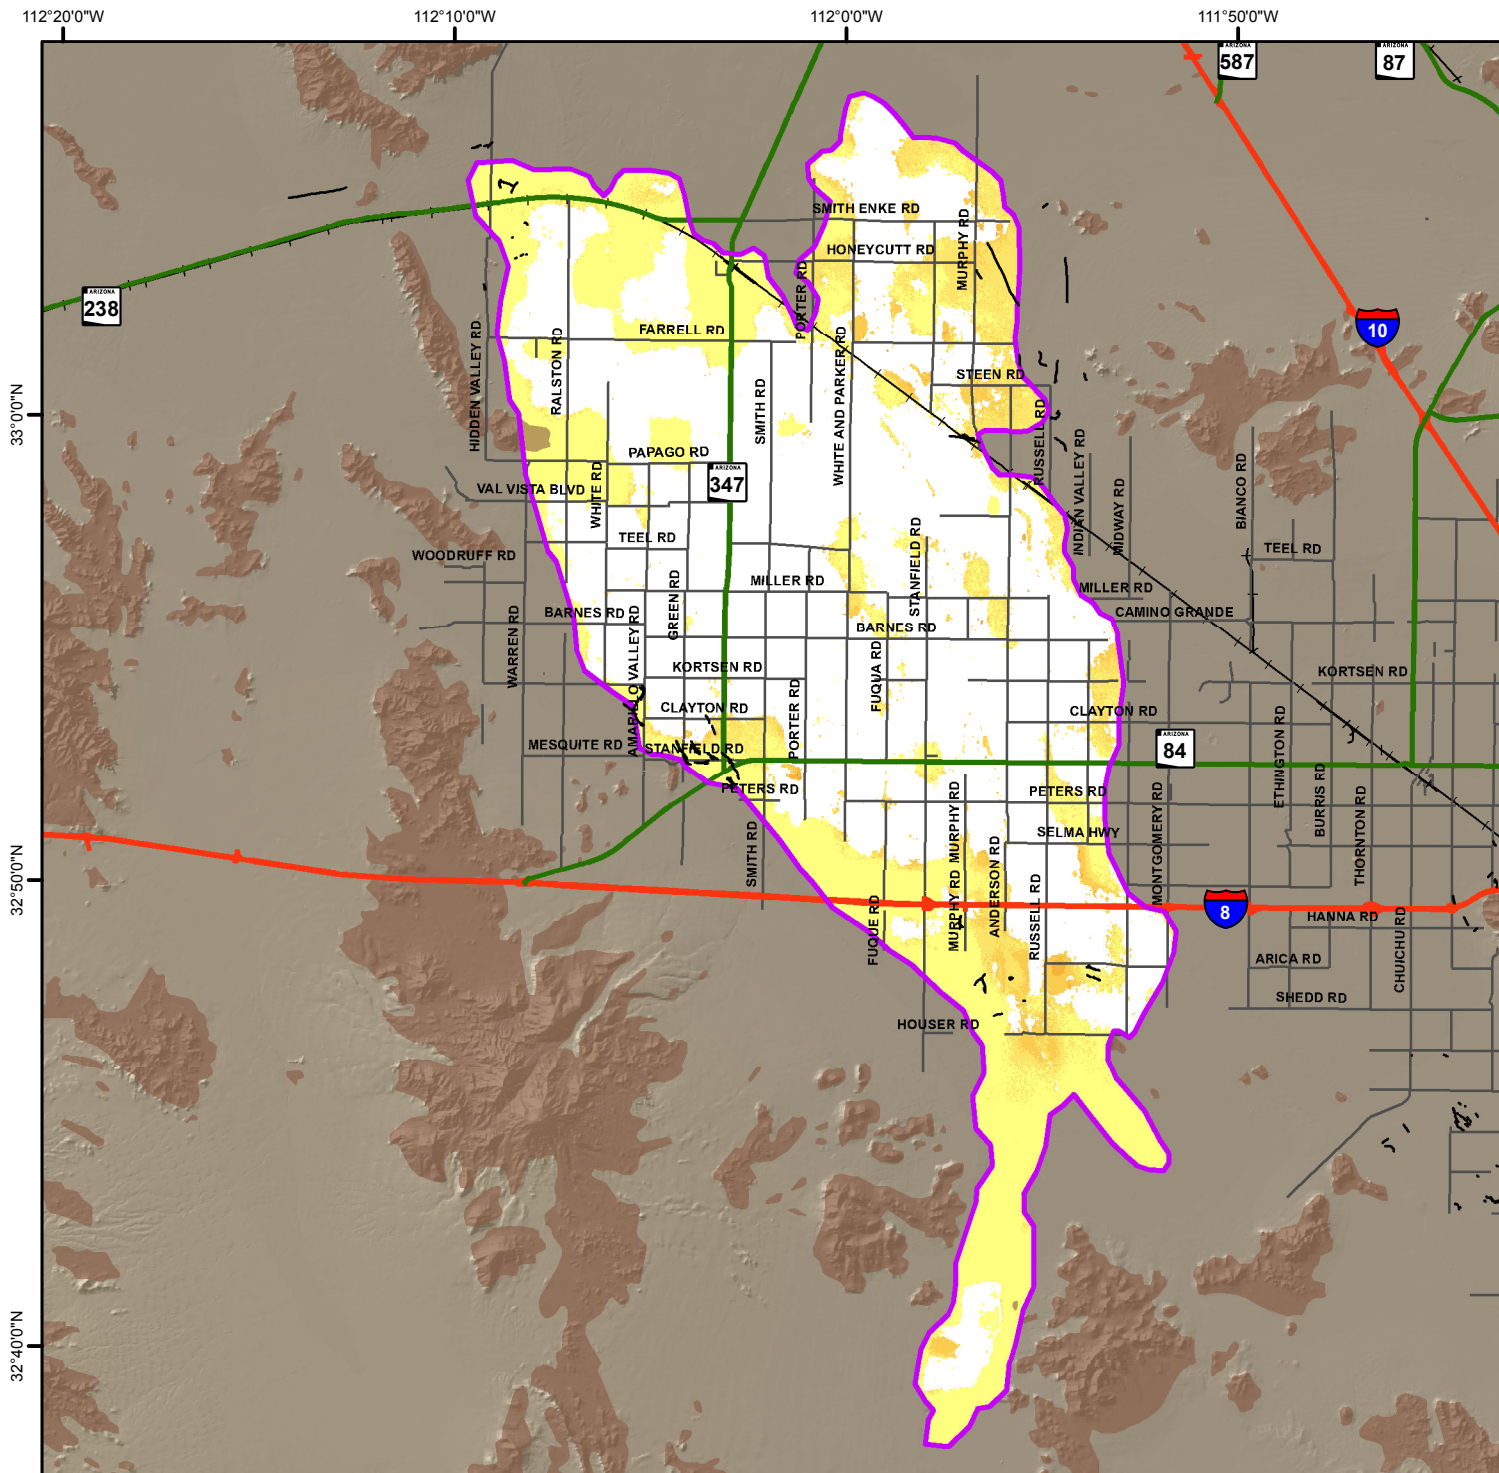 112°20'0"W
112°10'0"W
112°0'0"W
111°50'0"W
ARIZONA
587
ARIZONA
87
SMITH ENKE RD
HONEYCUTT RD
MURPHY RD
PORTER RD
ARIZONA
238
10
FARRELL RD
HIDDEN VALLEY RD
RALSTON RD
SMITH RD
WHITE AND PARKER RD
STEEN RD
RUSSELL RD
33°0'0"N
PAPAGO RD
VAL VISTA BLVD
WHITE RD
ARIZONA
347
INDIAN VALLEY RD
MIDWAY RD
BIANCO RD
TEEL RD
TEEL RD
WOODRUFF RD
STANFIELD RD
MILLER RD
MILLER RD
GREEN RD
BARNES RD
BARNES RD
CAMINO GRANDE
WARREN RD
AMARILLO VALLEY RD
KORTSEN RD
KORTSEN RD
FUQUA RD
PORTER RD
CLAYTON RD
CLAYTON RD
MESQUITE RD
STANFIELD RD
ARIZONA
84
ETHINGTON RD
BURRIS RD
THORNTON RD
PETERS RD
PETERS RD
MONTGOMERY RD
SELMA HWY
SMITH RD
MURPHY RD
ANDERSON RD
MURPHY RD
RUSSELL RD
FUQUE RD
32°50'0"N
8
HANNA RD
CHUICHU RD
ARICA RD
SHEDD RD
HOUSER RD
32°40'0"N